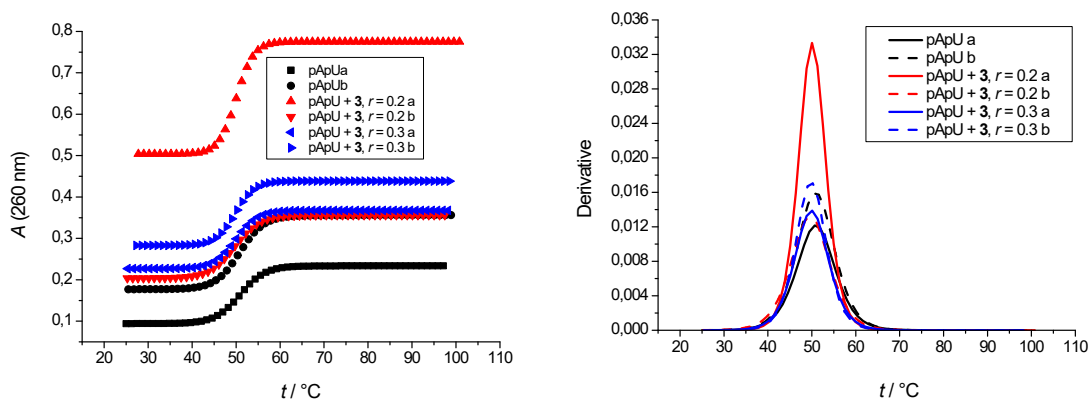 0,8
0,7
0,6
0,5
0,4
0,3
0,2
0,1
A (260 nm)
pApUa
pApUb
pApU + 3, r = 0.2 a
pApU + 3, r = 0.2 b
pApU + 3, r = 0.3 a
pApU + 3, r = 0.3 b
20 30 40 50 60 70 80 90 100 110
t / °C
0,036
0,032
0,028
0,024
0,020
0,016
0,012
0,008
0,004
0,000
Derivative
pApU a
pApU b
pApU + 3, r = 0.2 a
pApU + 3, r = 0.2 b
pApU + 3, r = 0.3 a
pApU + 3, r = 0.3 b
20 30 40 50 60 70 80 90 100 110
t / °C